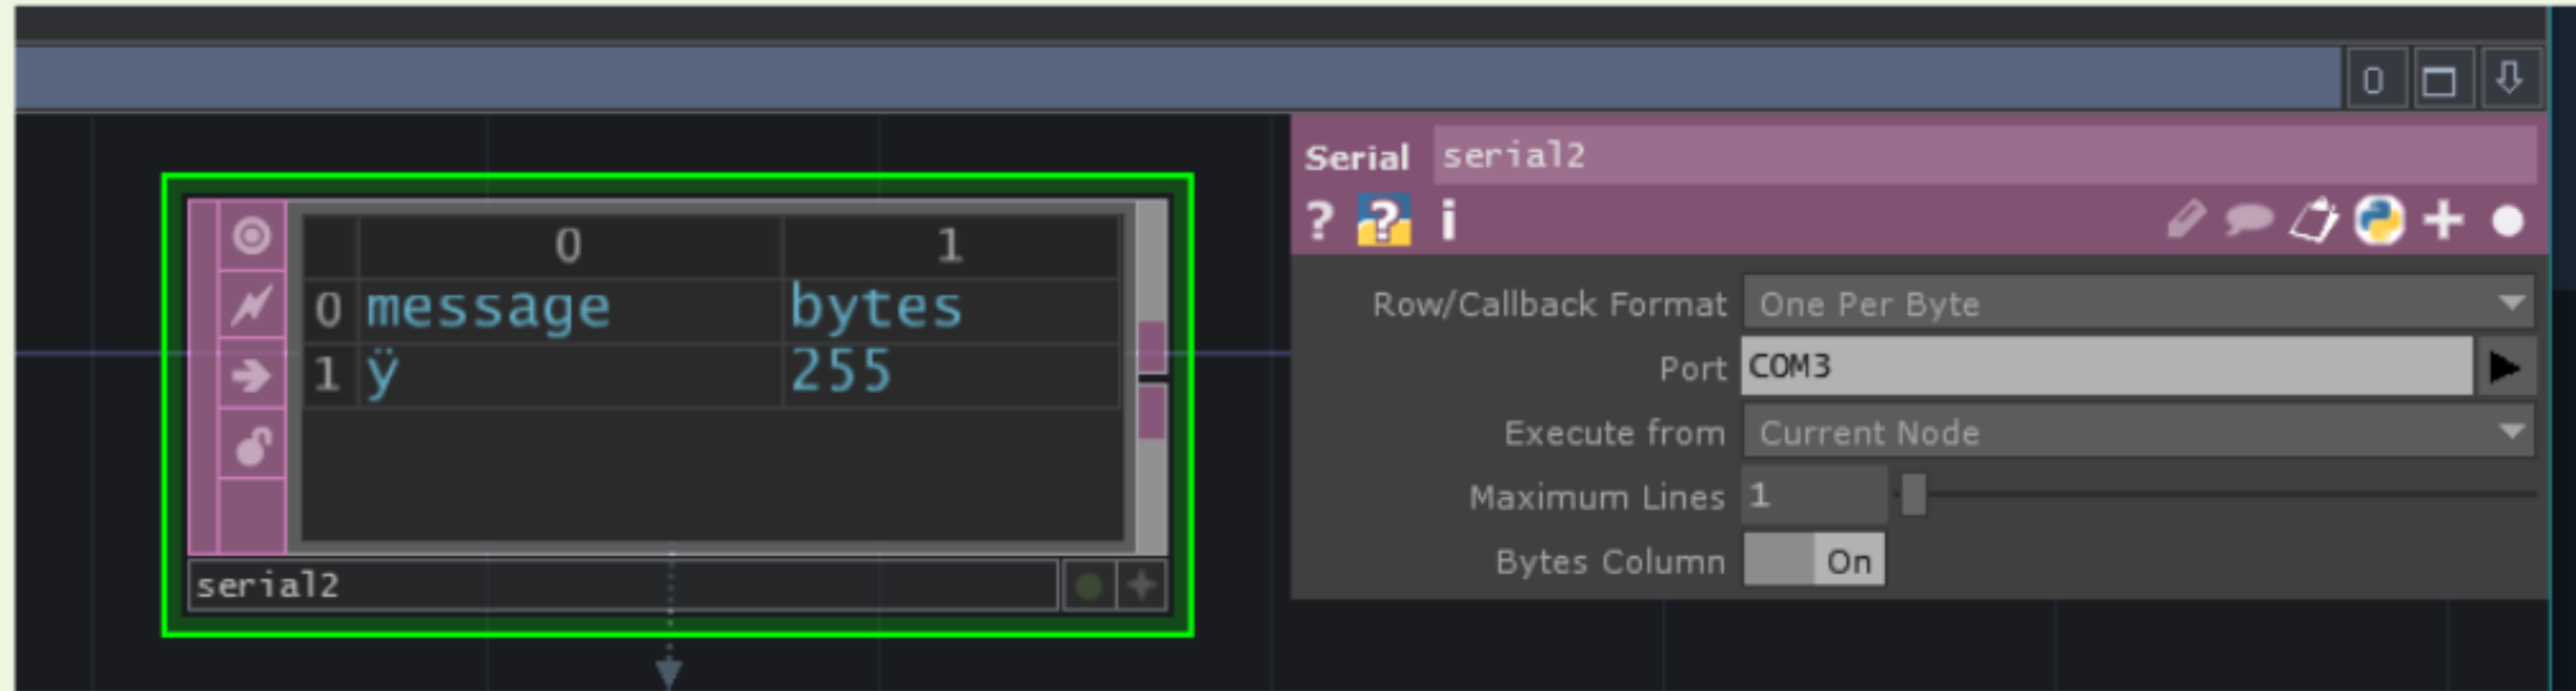 0
Serial serial2
? ? i
0 1
0 message bytes
1 ÿ 255
serial2
Row/Callback Format One Per Byte
Port COM3
Execute from Current Node
Maximum Lines 1
Bytes Column On